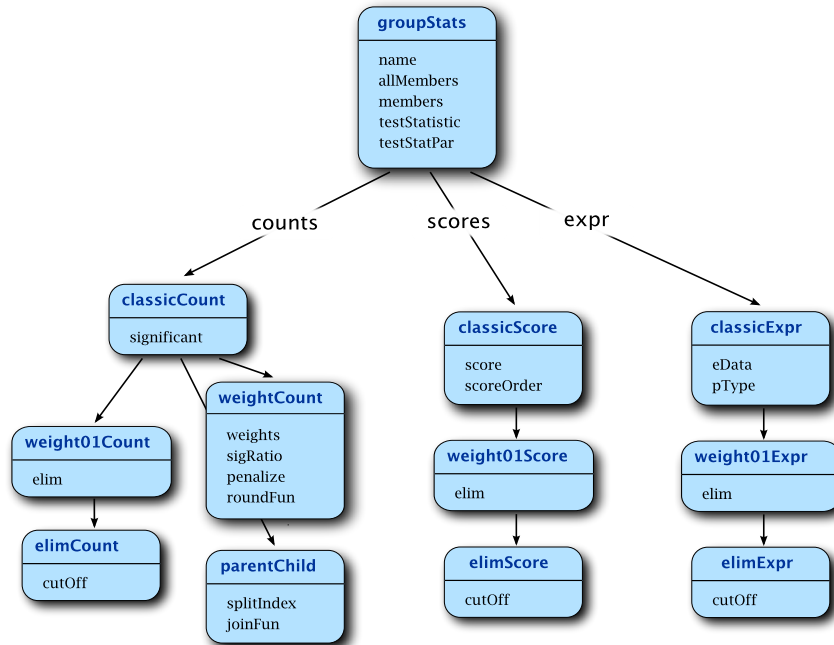 groupStats
name
allMembers
members
testStatistic
testStatPar
counts
scores
expr
classicCount
significant
classicScore
score
scoreOrder
classicExpr
eData
pType
weightCount
weights
sigRatio
penalize
roundFun
weight01Count
elim
weight01Score
elim
weight01Expr
elim
elimCount
cutOff
parentChild
splitIndex
joinFun
elimScore
cutOff
elimExpr
cutOff